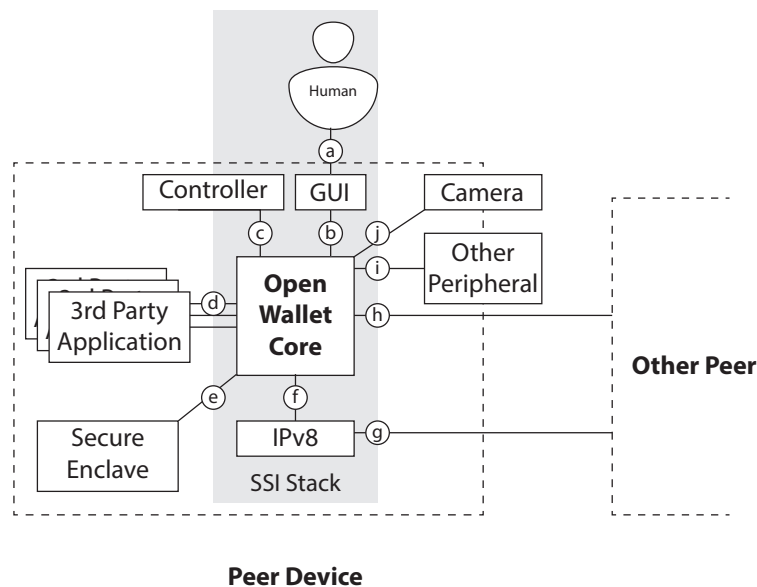 Human
a
Controller
GUI
Camera
c
b
j
i
Other
Peripheral
Open
Wallet
Core
d
3rd Party
Application
h
Other Peer
e
f
Secure
Enclave
IPv8
g
SSI Stack
Peer Device